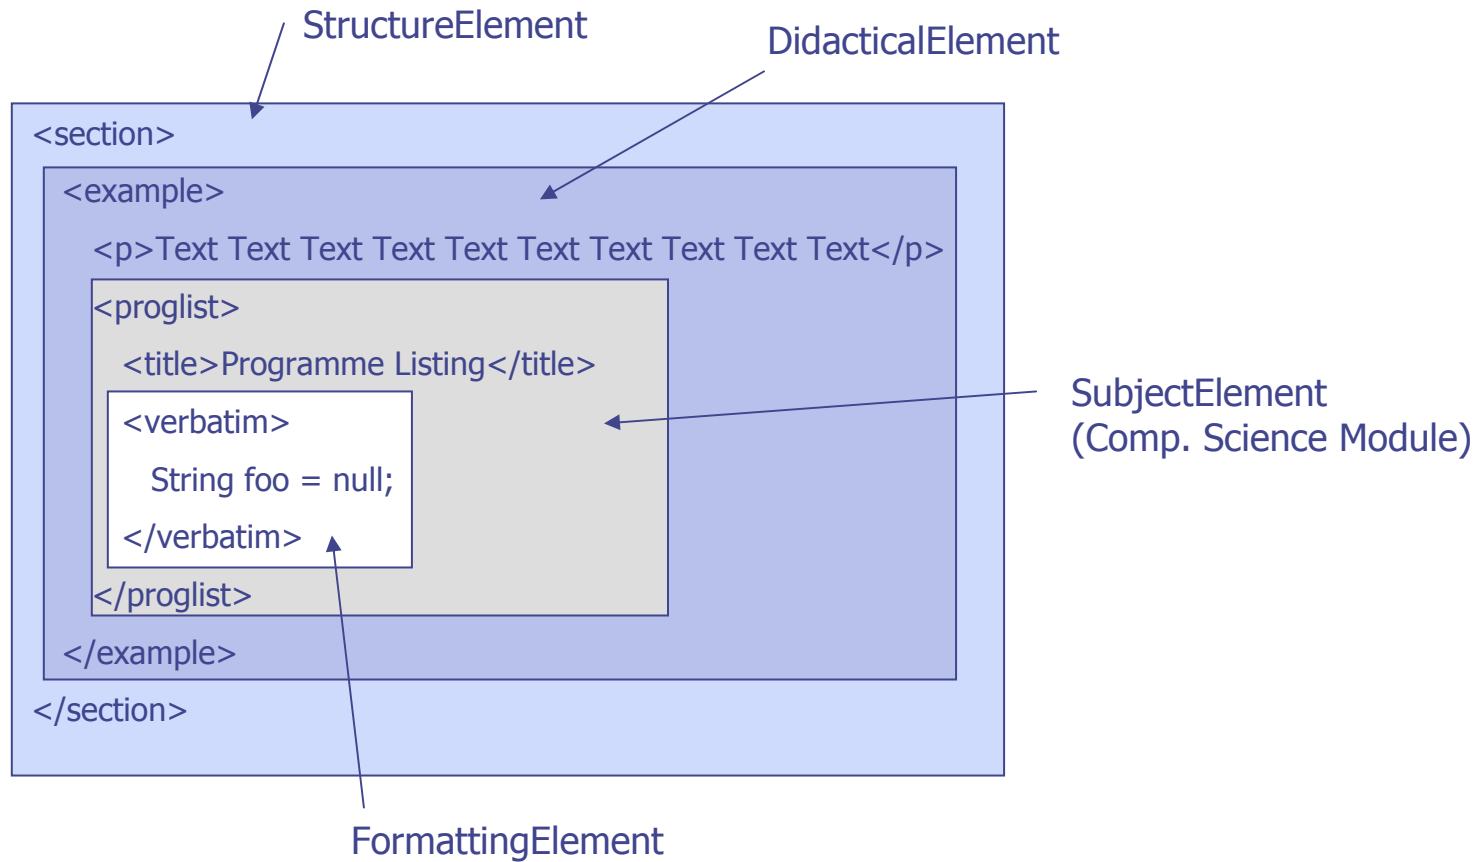 StructureElement
DidacticalElement
<section>
<example>
<p>Text Text Text Text Text Text Text Text Text Text</p>
<proglist>
<title>Programme Listing</title>
<verbatim>
String foo = null;
</verbatim>
</proglist>
</example>
</section>
SubjectElement
(Comp. Science Module)
FormattingElement